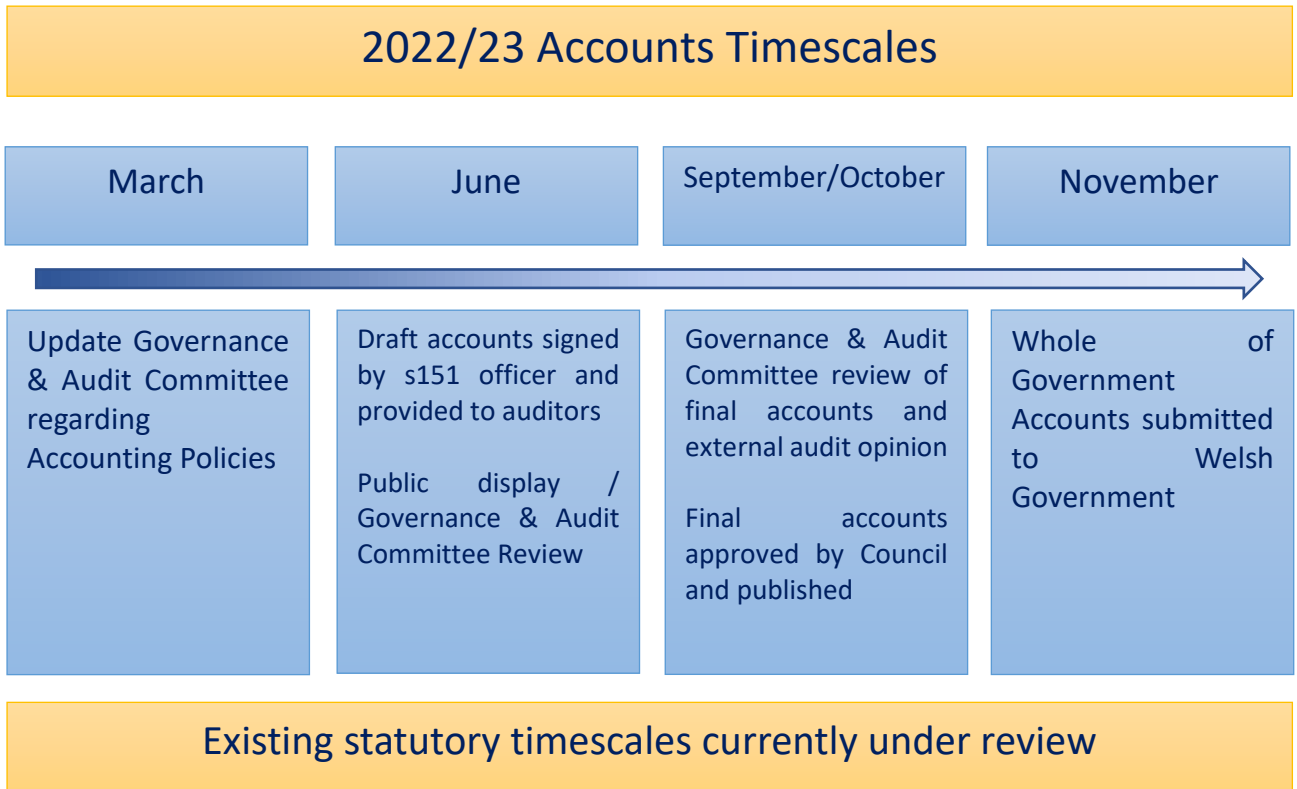 2022/23 Accounts Timescales
March
June
September/October
November
Update Governance
& Audit Committee
regarding
Accounting Policies
Draft accounts signed
by s151 officer and
provided to auditors
Public display /
Governance & Audit
Committee Review
Governance & Audit
Committee review of
final accounts and
external audit opinion
Final accounts
approved by Council
and published
Whole of
Government
Accounts submitted
to Welsh
Government
Existing statutory timescales currently under review